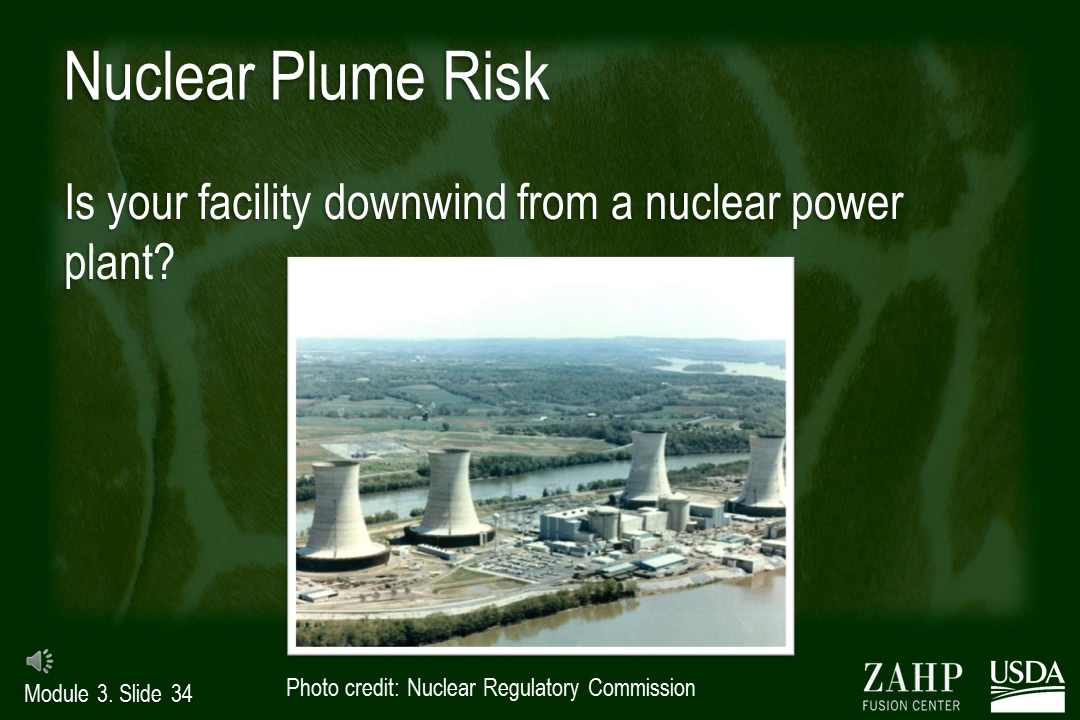 Nuclear Plume Risk
Is your facility downwind from a nuclear power
plant?
Module 3. Slide 34
Photo credit: Nuclear Regulatory Commission
ZAHP
FUSION CENTER
USDA